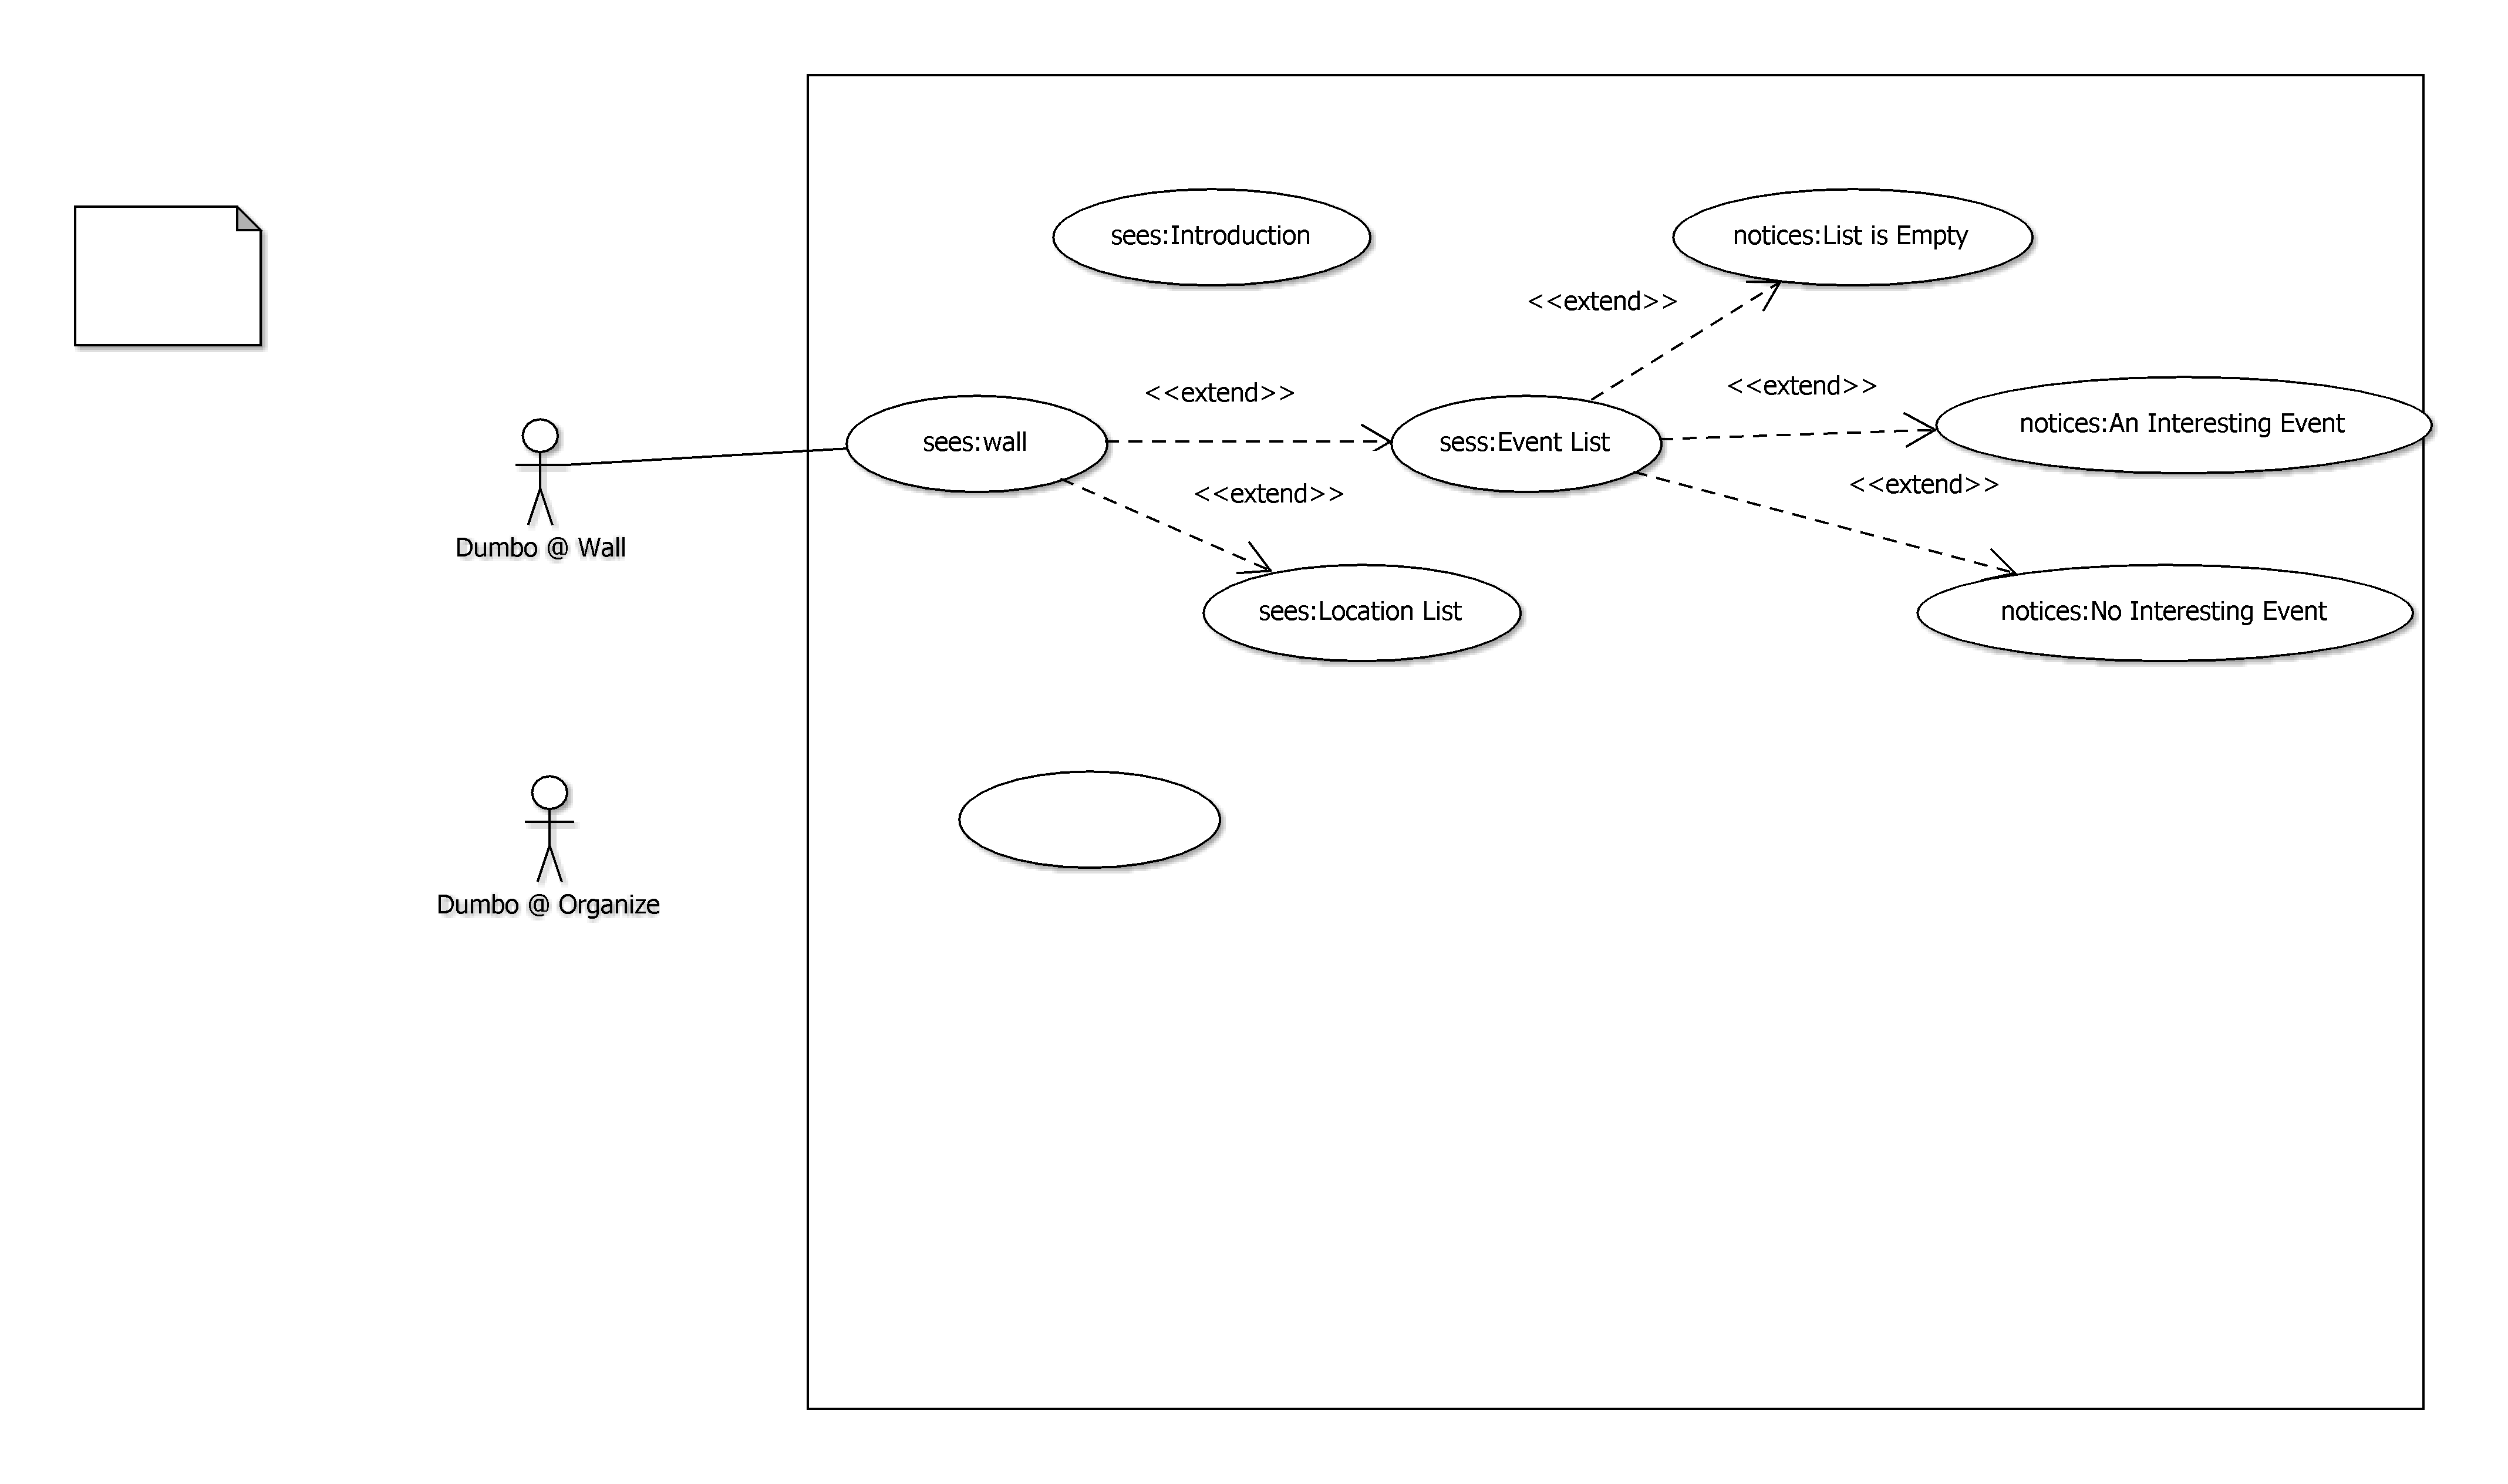 sees:Introduction
notices:List is Empty
<<extend>>
<<extend>>
<<extend>>
sees:wall
sess:Event List
notices:An Interesting Event
<<extend>>
<<extend>>
Dumbo @ Wall
sees:Location List
notices:No Interesting Event
Dumbo @ Organize